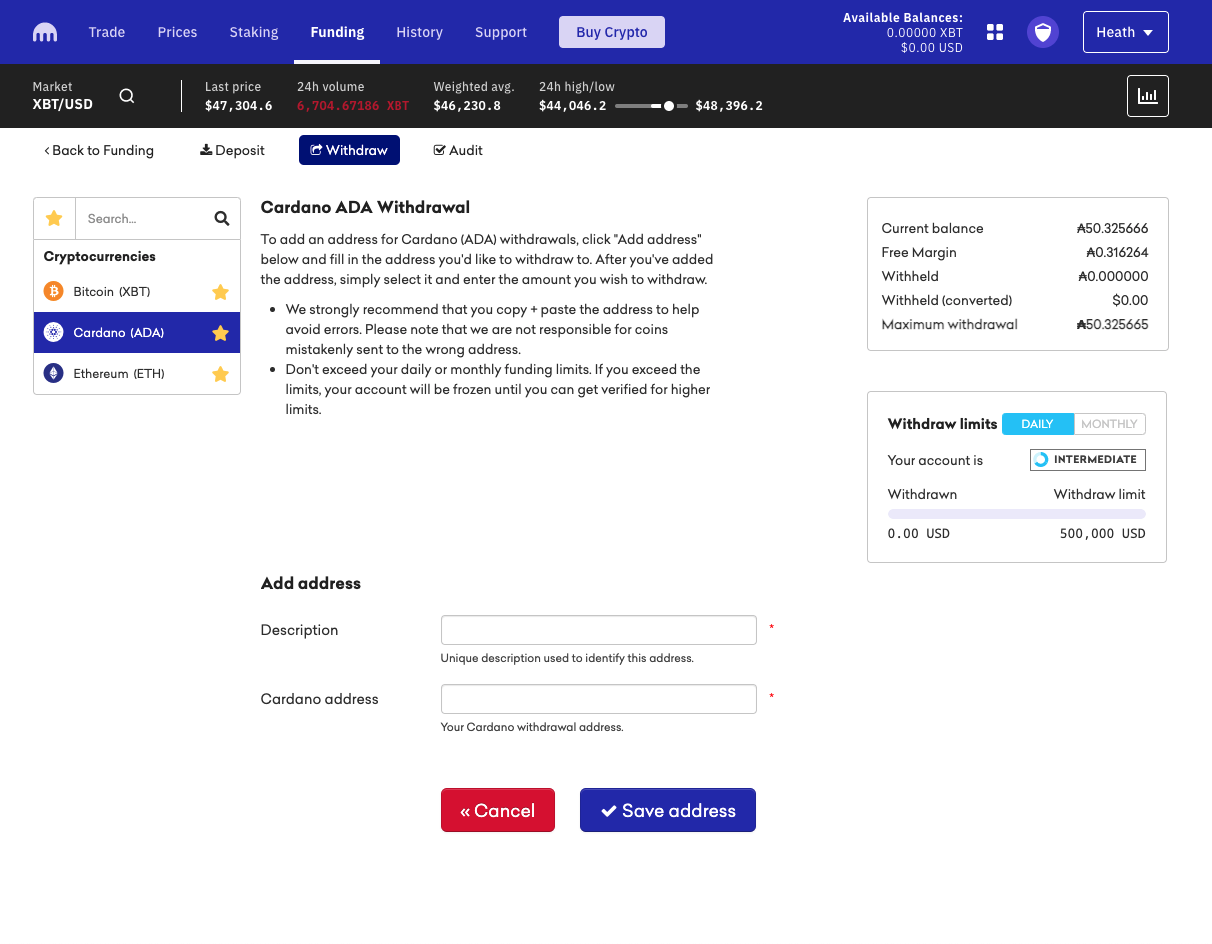 Trade Prices Staking Funding History Support Buy Crypto
Available Balances:
0.00000 XBT
$0.00 USD
Heath
Market
XBT/USD
Last price
$47,304.6
24h volume
6,704.67186 XBT
Weighted avg.
$46,230.8
24h high/low
$44,046.2 $48,396.2
‹ Back to Funding Deposit Withdraw Audit
Search...
Cryptocurrencies
Bitcoin (XBT)
Cardano (ADA)
Ethereum (ETH)
Cardano ADA Withdrawal
To add an address for Cardano (ADA) withdrawals, click "Add address"
below and fill in the address you'd like to withdraw to. After you've added
the address, simply select it and enter the amount you wish to withdraw.
• We strongly recommend that you copy + paste the address to help
avoid errors. Please note that we are not responsible for coins
mistakenly sent to the wrong address.
• Don't exceed your daily or monthly funding limits. If you exceed the
limits, your account will be frozen until you can get verified for higher
limits.
Current balance ₳50.325666
Free Margin ₳0.316264
Withheld ₳0.000000
Withheld (converted) $0.00
Maximum withdrawal ₳50.325665
Withdraw limits DAILY MONTHLY
Your account is INTERMEDIATE
Withdrawn Withdraw limit
0.00 USD 500,000 USD
Add address
Description *
Unique description used to identify this address.
Cardano address *
Your Cardano withdrawal address.
« Cancel Save address